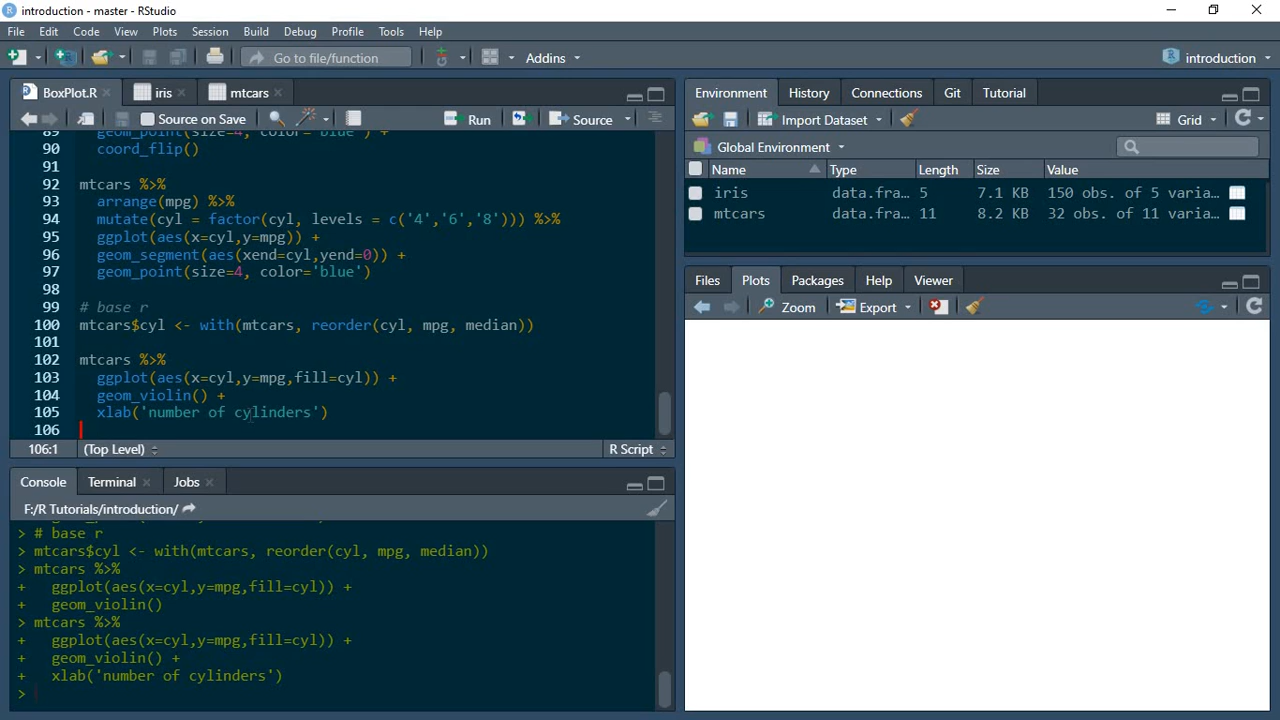 introduction - master - RStudio
File Edit Code View Plots Session Build Debug Profile Tools Help
Go to file/function Addins introduction
BoxPlot.R iris mtcars
Source on Save Run Source
89 geom_point(size=4, color='blue') +
90 coord_flip()
91
92 mtcars %>%
93 arrange(mpg) %>%
94 mutate(cyl = factor(cyl, levels = c('4','6','8'))) %>%
95 ggplot(aes(x=cyl,y=mpg)) +
96 geom_segment(aes(xend=cyl,yend=0)) +
97 geom_point(size=4, color='blue')
98
99 # base r
100 mtcars$cyl <- with(mtcars, reorder(cyl, mpg, median))
101
102 mtcars %>%
103 ggplot(aes(x=cyl,y=mpg,fill=cyl)) +
104 geom_violin() +
105 xlab('number of cylinders')
106
106:1 (Top Level) R Script
Console Terminal Jobs
F:/R Tutorials/introduction/
> # base r
> mtcars$cyl <- with(mtcars, reorder(cyl, mpg, median))
> mtcars %>%
+ ggplot(aes(x=cyl,y=mpg,fill=cyl)) +
+ geom_violin()
> mtcars %>%
+ ggplot(aes(x=cyl,y=mpg,fill=cyl)) +
+ geom_violin() +
+ xlab('number of cylinders')
>
Environment History Connections Git Tutorial
Import Dataset Grid
Global Environment
Name Type Length Size Value
iris data.fra… 5 7.1 KB 150 obs. of 5 varia…
mtcars data.fra… 11 8.2 KB 32 obs. of 11 varia…
Files Plots Packages Help Viewer
Zoom Export